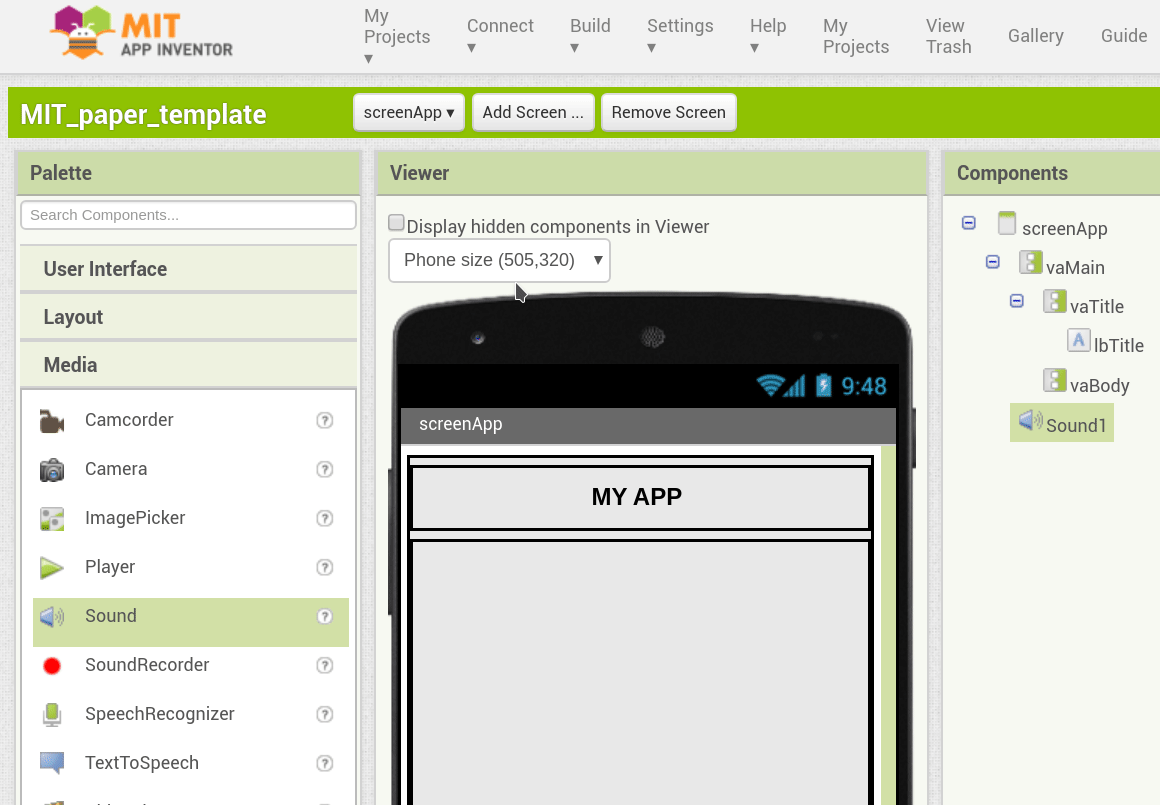 MIT
APP INVENTOR
My
Projects
▾
Connect
▾
Build
▾
Settings
▾
Help
▾
My
Projects
View
Trash
Gallery
Guide
MIT_paper_template
screenApp ▾
Add Screen ...
Remove Screen
Palette
Search Components...
User Interface
Layout
Media
Camcorder ?
Camera ?
ImagePicker ?
Player ?
Sound ?
SoundRecorder ?
SpeechRecognizer ?
TextToSpeech ?
Viewer
Display hidden components in Viewer
Phone size (505,320) ▾
9:48
screenApp
MY APP
Components
screenApp
vaMain
vaTitle
A lbTitle
vaBody
Sound1